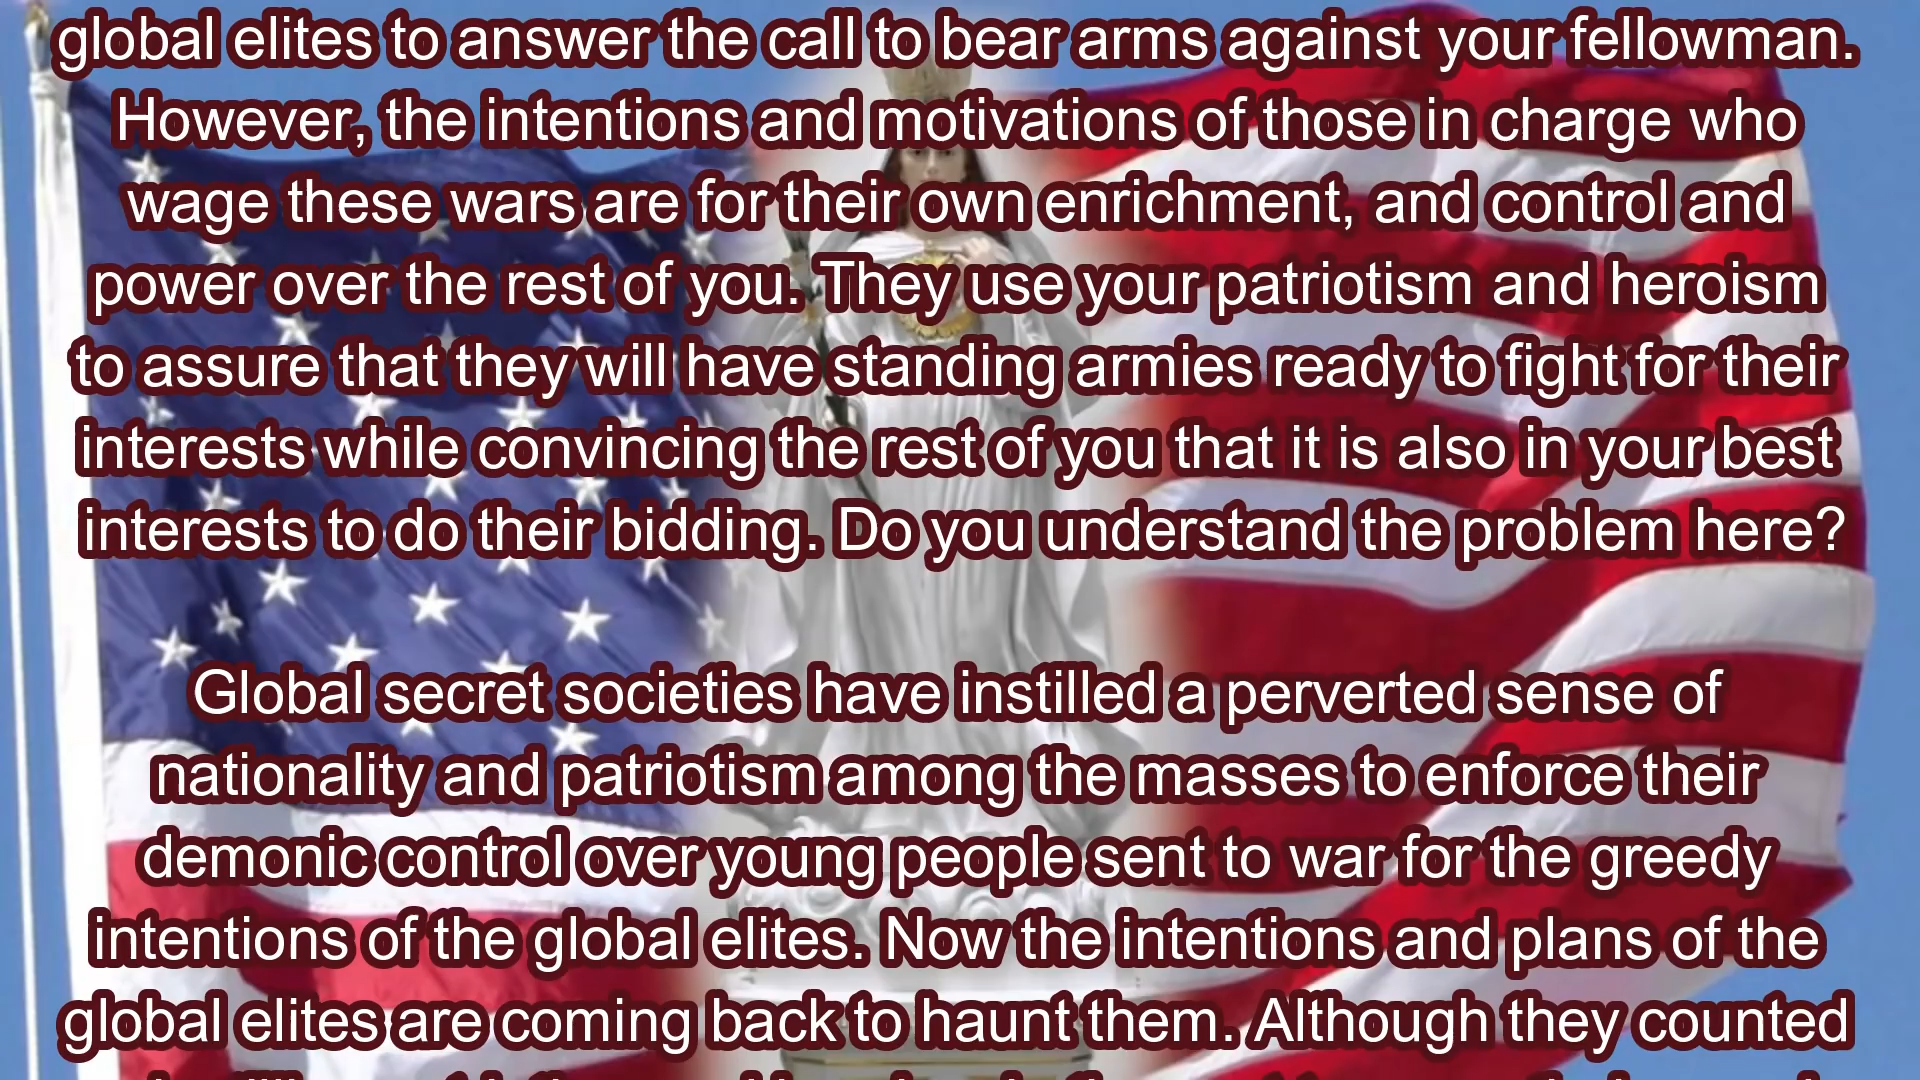 global elites to answer the call to bear arms against your fellowman.
However, the intentions and motivations of those in charge who
wage these wars are for their own enrichment, and control and
power over the rest of you. They use your patriotism and heroism
to assure that they will have standing armies ready to fight for their
interests while convincing the rest of you that it is also in your best
interests to do their bidding. Do you understand the problem here?
Global secret societies have instilled a perverted sense of
nationality and patriotism among the masses to enforce their
demonic control over young people sent to war for the greedy
intentions of the global elites. Now the intentions and plans of the
global elites are coming back to haunt them. Although they counted